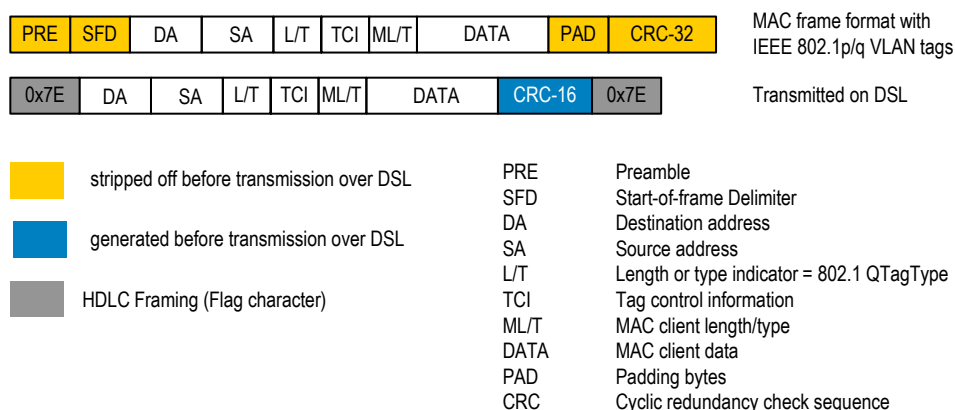 PRE SFD DA SA L/T TCI ML/T DATA PAD CRC-32
MAC frame format with
IEEE 802.1p/q VLAN tags
0x7E DA SA L/T TCI ML/T DATA CRC-16 0x7E
Transmitted on DSL
stripped off before transmission over DSL
generated before transmission over DSL
HDLC Framing (Flag character)
PRE Preamble
SFD Start-of-frame Delimiter
DA Destination address
SA Source address
L/T Length or type indicator = 802.1 QTagType
TCI Tag control information
ML/T MAC client length/type
DATA MAC client data
PAD Padding bytes
CRC Cyclic redundancy check sequence